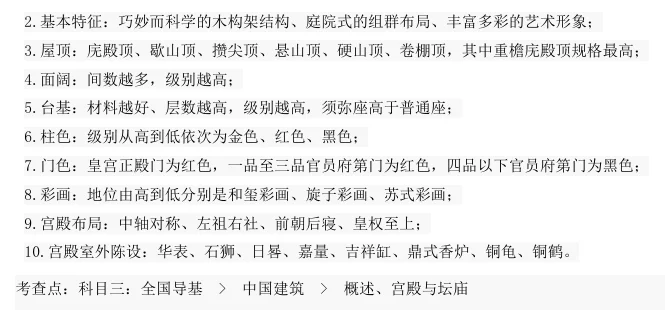 2.基本特征：巧妙而科学的木构架结构、庭院式的组群布局、丰富多彩的艺术形象；
3.屋顶：庑殿顶、歇山顶、攒尖顶、悬山顶、硬山顶、卷棚顶，其中重檐庑殿顶规格最高；
4.面阔：间数越多，级别越高；
5.台基：材料越好、层数越高，级别越高，须弥座高于普通座；
6.柱色：级别从高到低依次为金色、红色、黑色；
7.门色：皇宫正殿门为红色，一品至三品官员府第门为红色，四品以下官员府第门为黑色；
8.彩画：地位由高到低分别是和玺彩画、旋子彩画、苏式彩画；
9.宫殿布局：中轴对称、左祖右社、前朝后寝、皇权至上；
10.宫殿室外陈设：华表、石狮、日晷、嘉量、吉祥缸、鼎式香炉、铜龟、铜鹤。
考查点：科目三：全国导基 > 中国建筑 > 概述、宫殿与坛庙